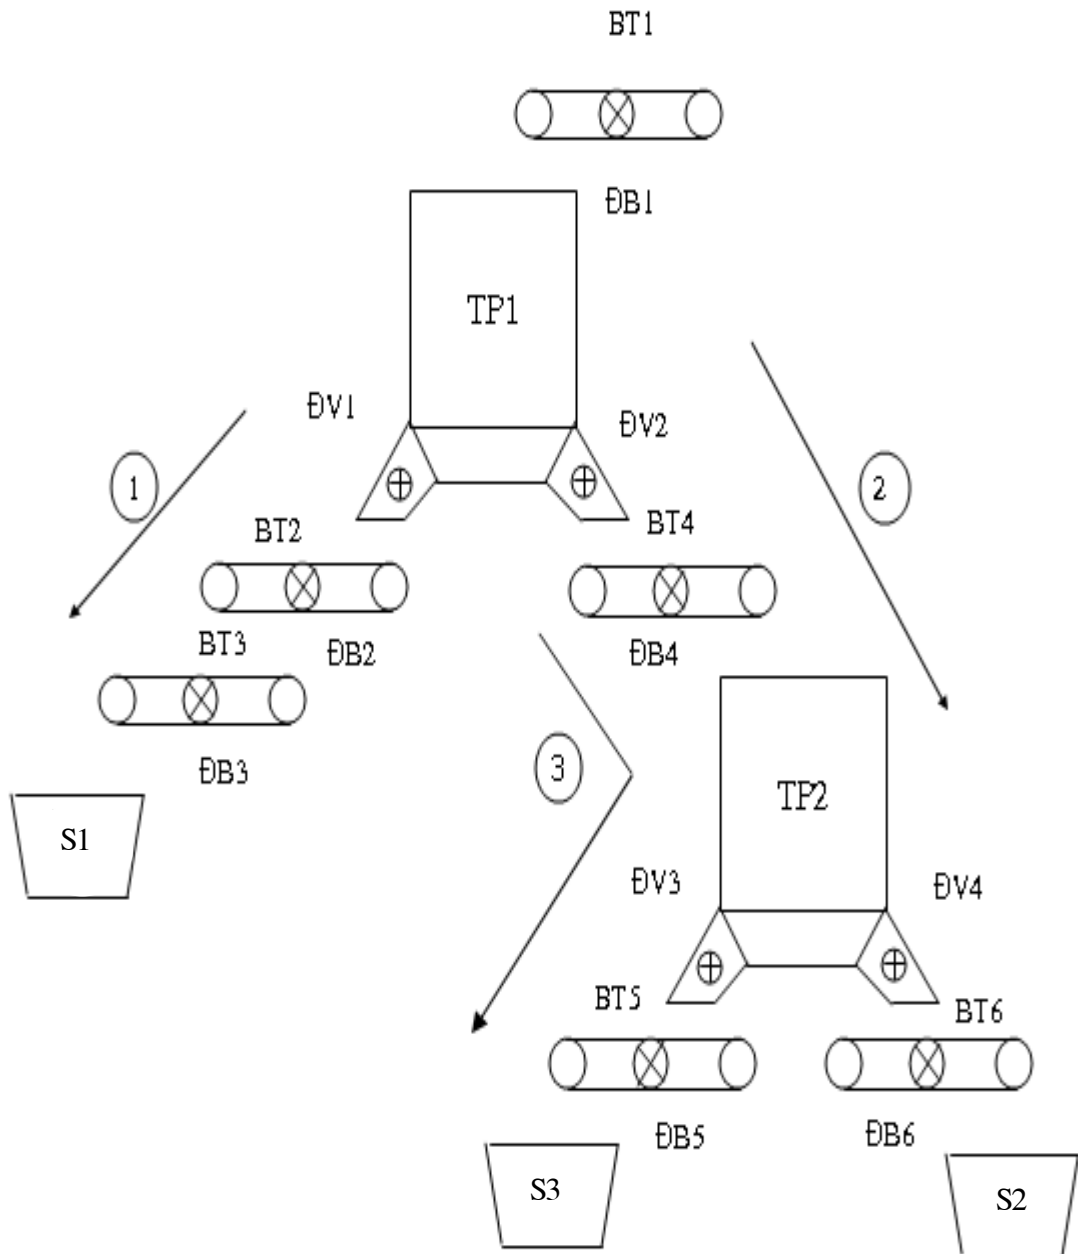 BT1
ĐB1
TP1
ĐV1
ĐV2
1
2
BT2
BT4
BT3
ĐB2
ĐB4
3
ĐB3
TP2
S1
ĐV3
ĐV4
BT5
BT6
ĐB5
ĐB6
S3
S2